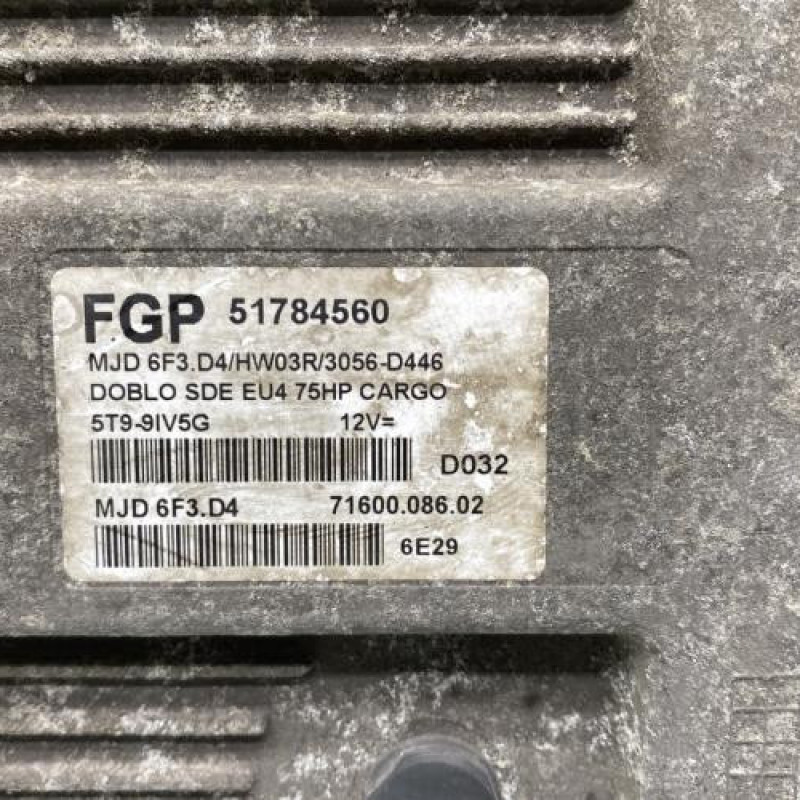 FGP 51784560
MJD 6F3.D4/HW03R/3056-D446
DOBLO SDE EU4 75HP CARGO
5T9-9IV5G 12V=
D032
MJD 6F3.D4 71600.086.02
6E29